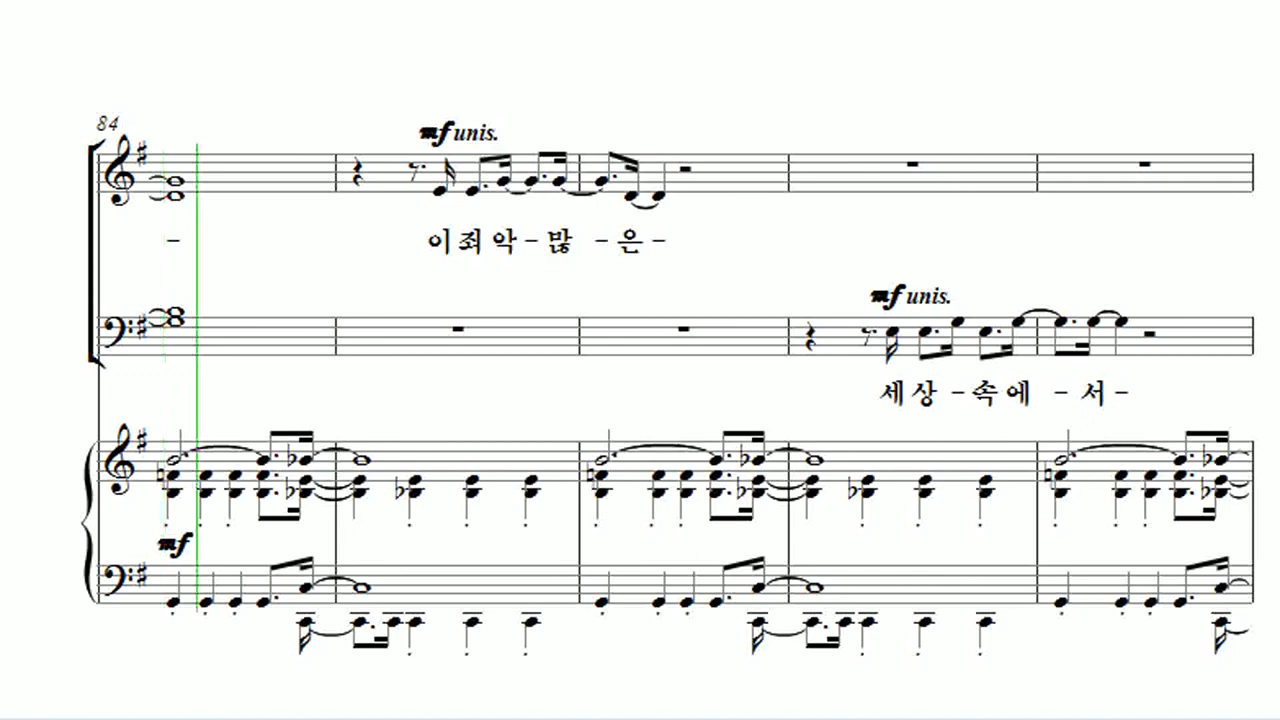 84
mf unis.
- 이 죄 악 - 많 - 은 -
mf unis.
세 상 - 속 에 - 서 -
mf